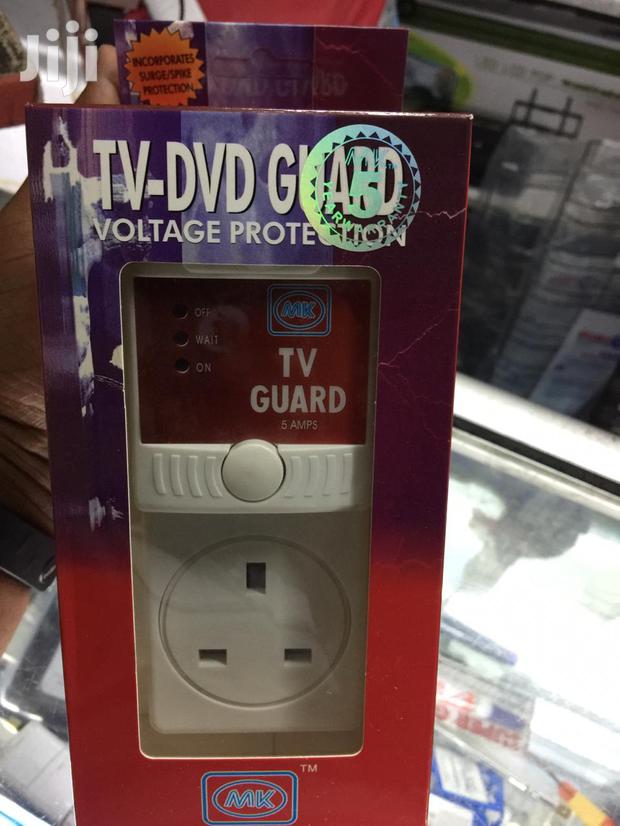 Jiji
INCORPORATES
SURGE/SPIKE
PROTECTION
TV-DVD GUARD
VOLTAGE PROTECTION
5
OFF
WAIT
ON
MK
TV
GUARD
5 AMPS
MK
TM